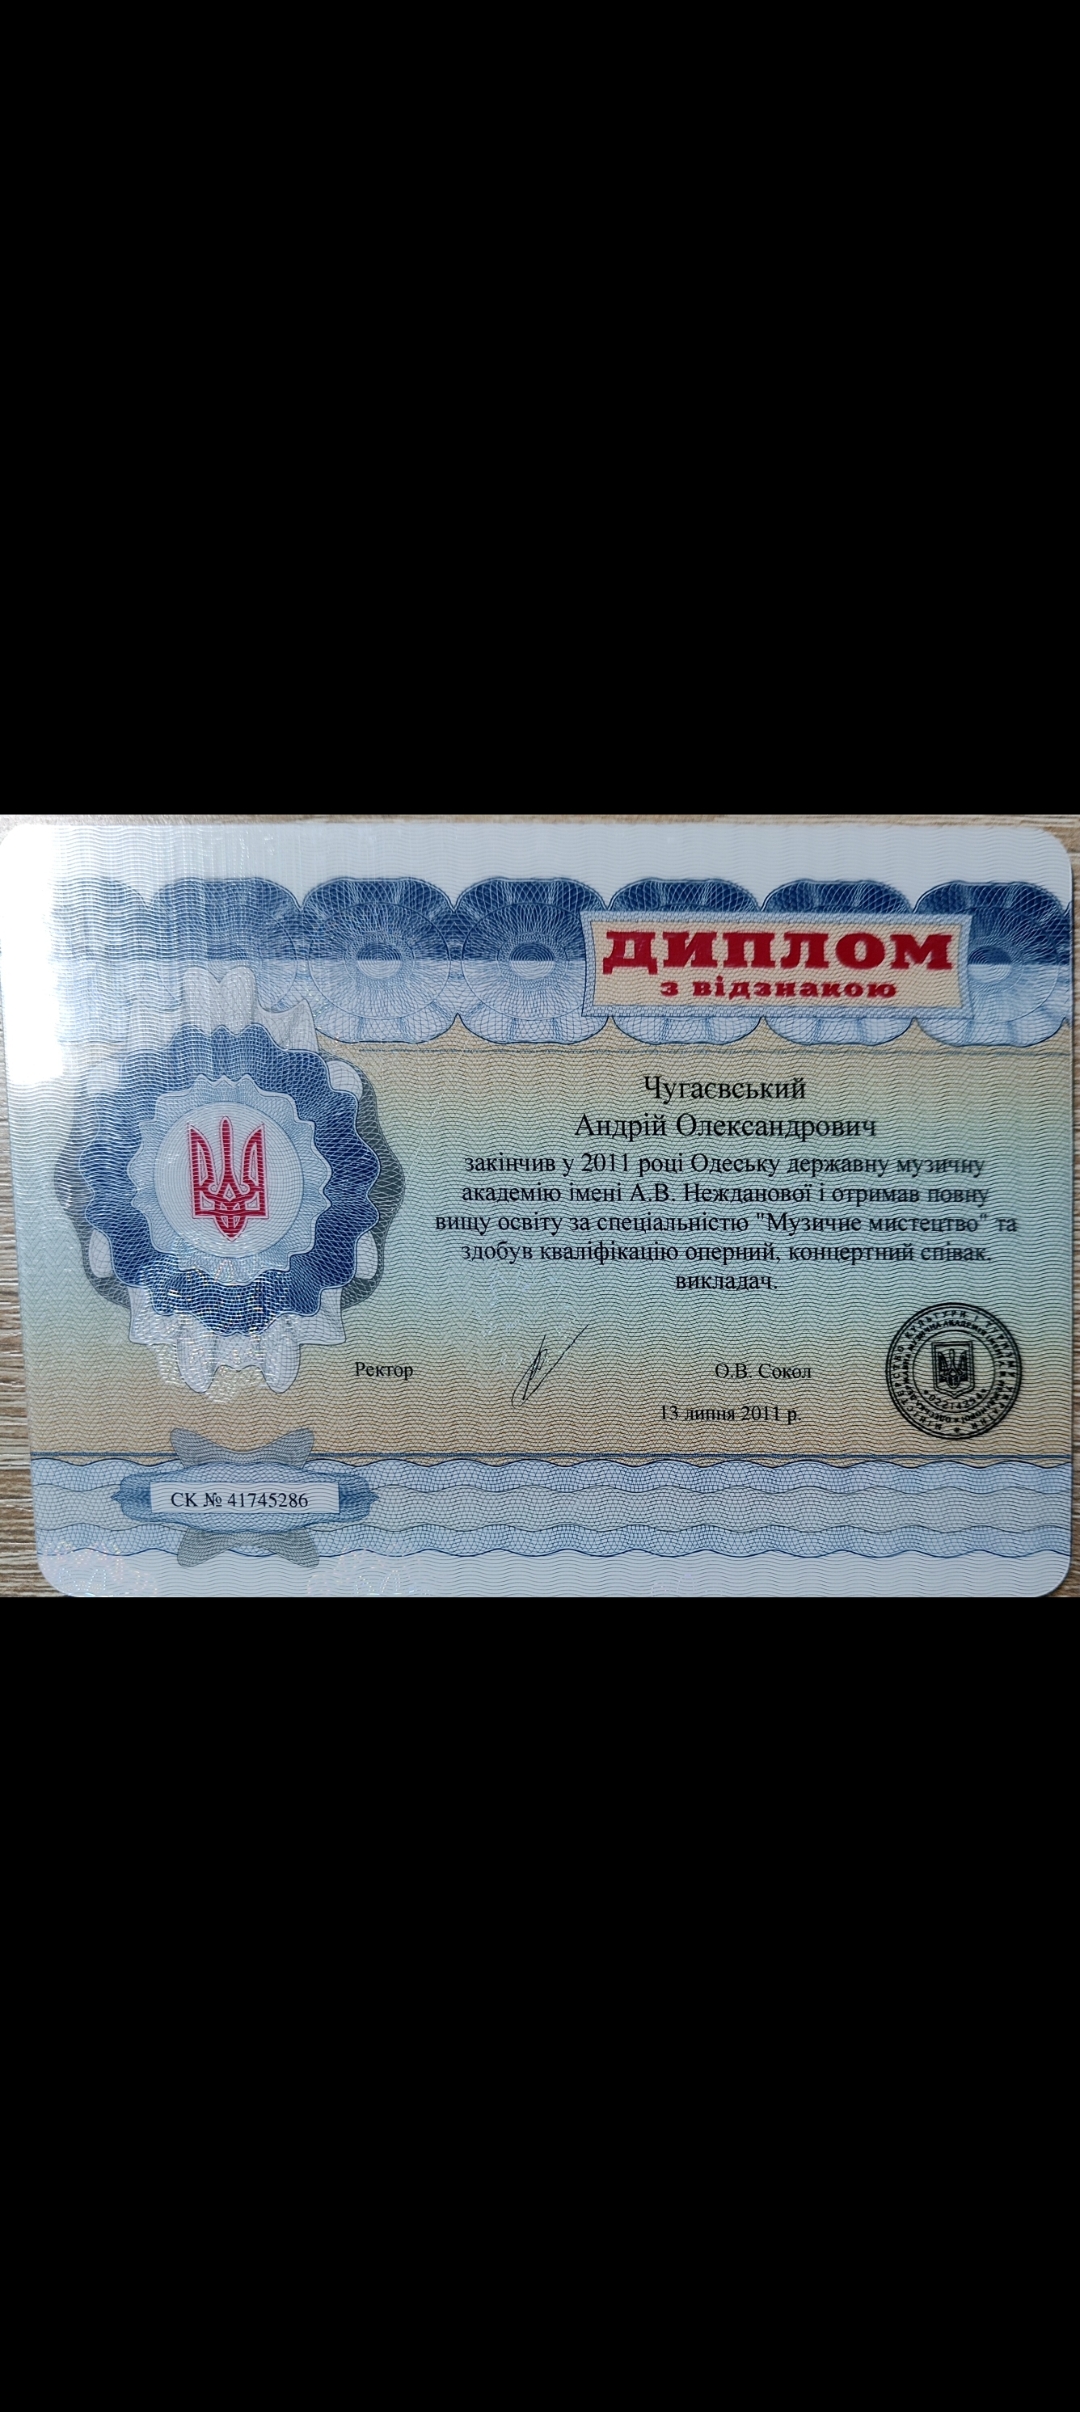 ДИПЛОМ
з відзнакою
Чугаєвський
Андрій Олександрович
закінчив у 2011 році Одеську державну музичну
академію імені А.В. Нежданової і отримав повну
вищу освіту за спеціальністю "Музичне мистецтво" та
здобув кваліфікацію оперний, концертний співак,
викладач.
Ректор О.В. Сокол
13 липня 2011 р.
СК № 41745286